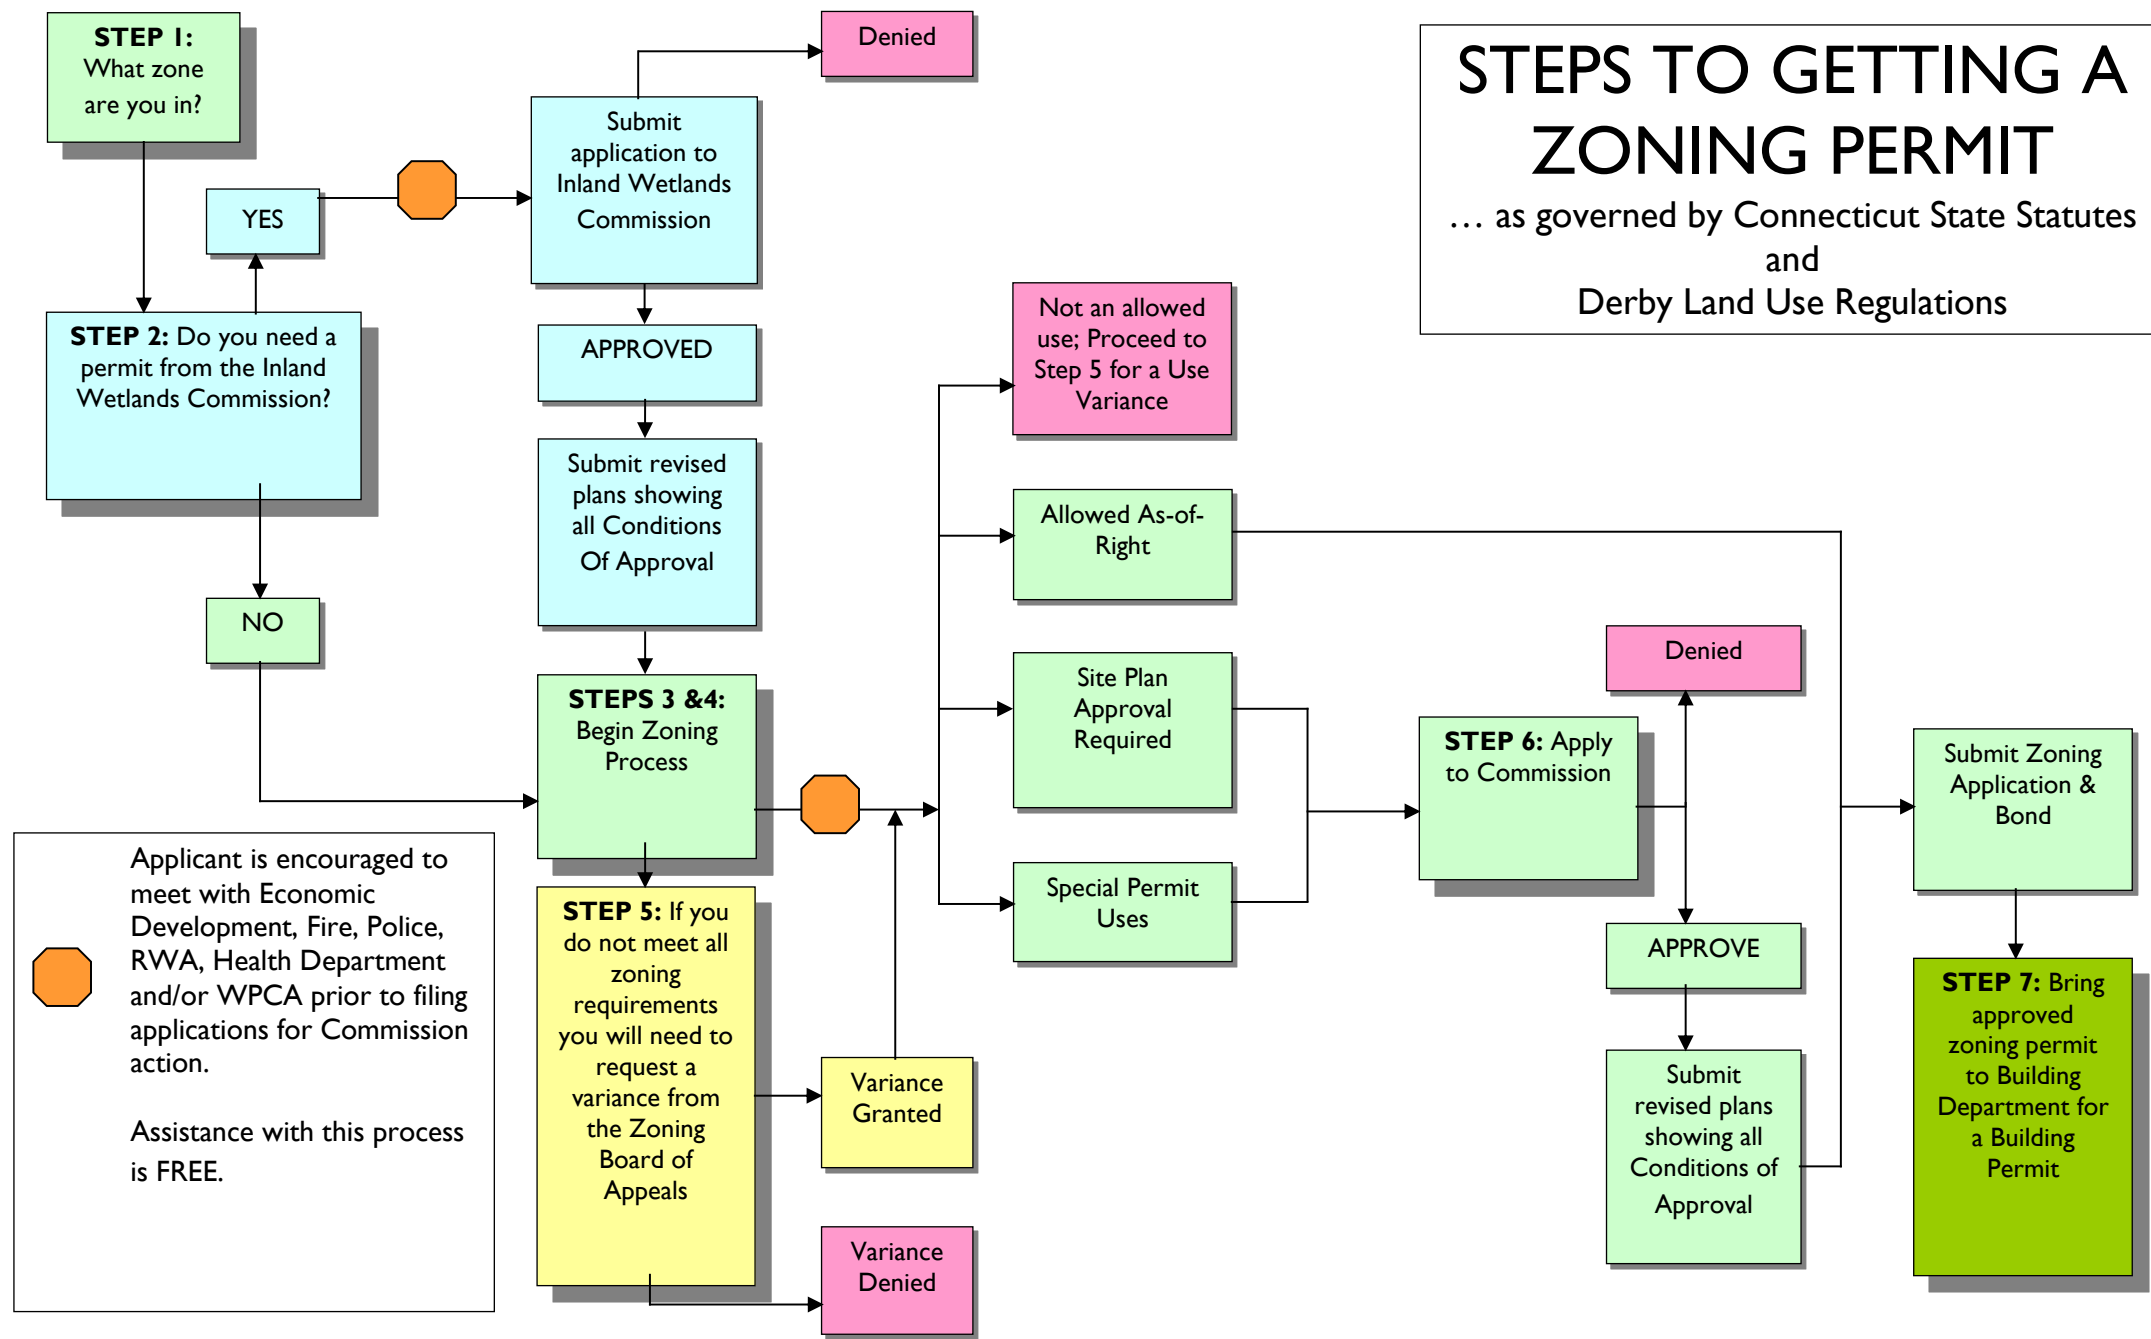 STEP 1:
What zone
are you in?
Denied
STEPS TO GETTING A
ZONING PERMIT
… as governed by Connecticut State Statutes
and
Derby Land Use Regulations
Submit
application to
Inland Wetlands
Commission
YES
STEP 2: Do you need a
permit from the Inland
Wetlands Commission?
APPROVED
Not an allowed
use; Proceed to
Step 5 for a Use
Variance
Submit revised
plans showing
all Conditions
Of Approval
Allowed As-of-
Right
NO
Site Plan
Approval
Required
Denied
STEPS 3 &4:
Begin Zoning
Process
STEP 6: Apply
to Commission
Submit Zoning
Application &
Bond
Special Permit
Uses
APPROVE
Applicant is encouraged to
meet with Economic
Development, Fire, Police,
RWA, Health Department
and/or WPCA prior to filing
applications for Commission
action.
Assistance with this process
is FREE.
STEP 5: If you
do not meet all
zoning
requirements
you will need to
request a
variance from
the Zoning
Board of
Appeals
Variance
Granted
Submit
revised plans
showing all
Conditions of
Approval
STEP 7: Bring
approved
zoning permit
to Building
Department for
a Building
Permit
Variance
Denied